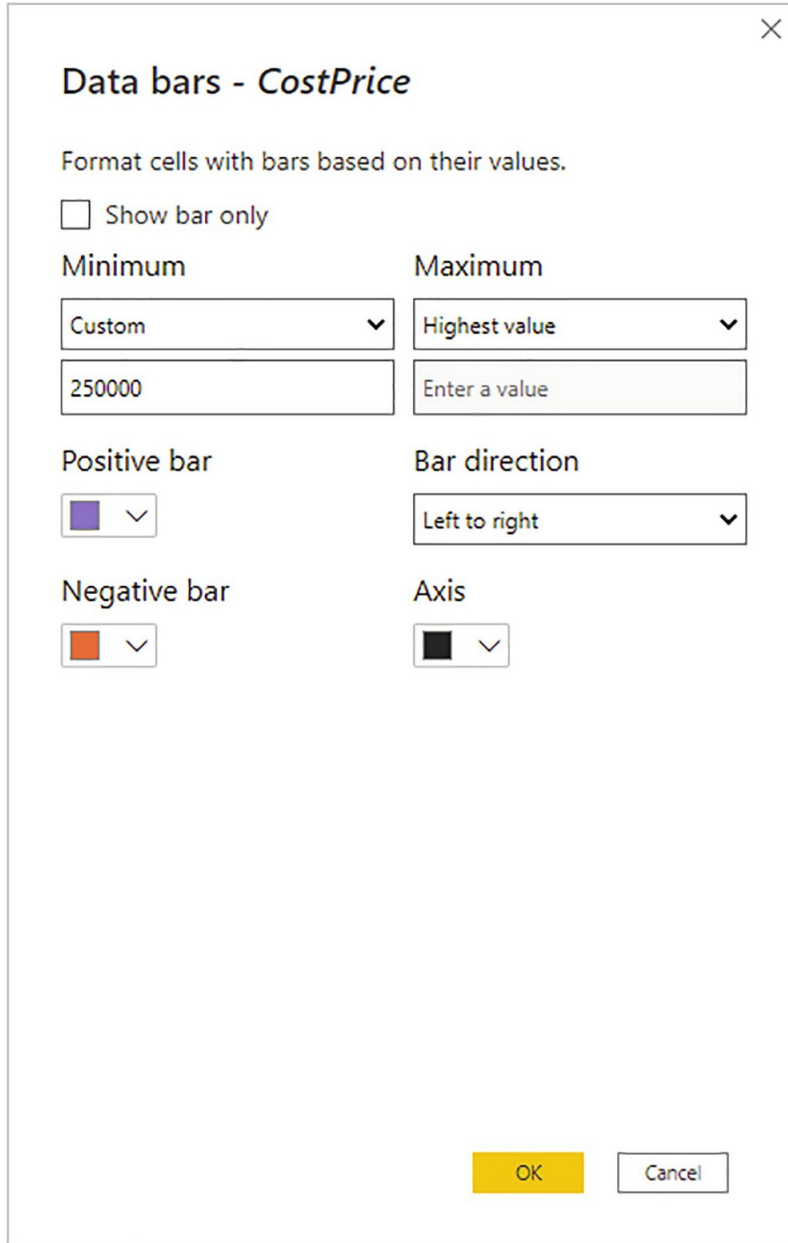 Data bars - CostPrice
Format cells with bars based on their values.
Show bar only
Minimum
Maximum
Custom
Highest value
250000
Enter a value
Positive bar
Bar direction
Left to right
Negative bar
Axis
OK
Cancel